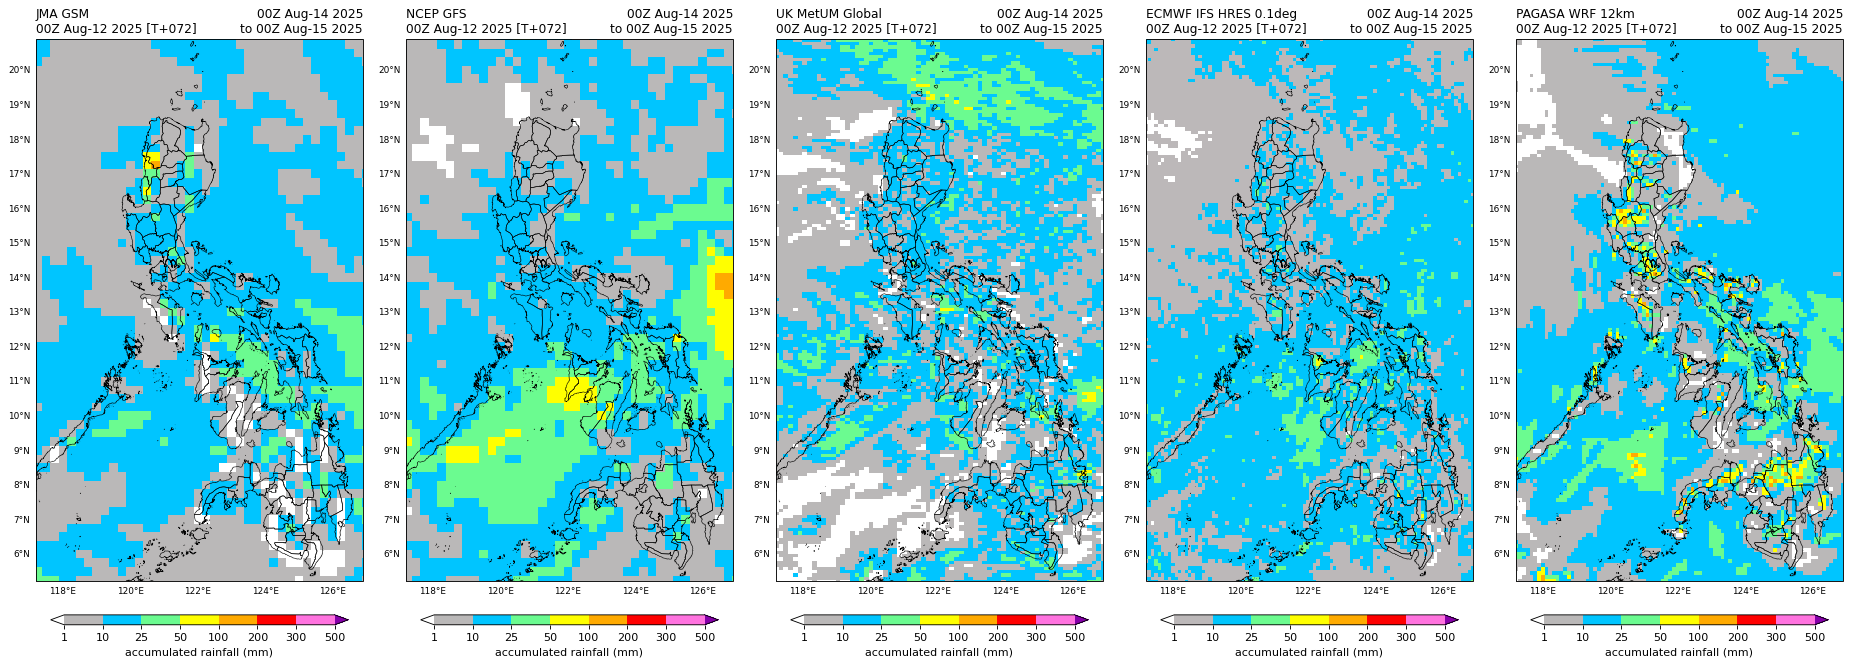 JMA GSM 00Z Aug-14 2025
00Z Aug-12 2025 [T+072] to 00Z Aug-15 2025
20°N
19°N
18°N
17°N
16°N
15°N
14°N
13°N
12°N
11°N
10°N
9°N
8°N
7°N
6°N
118°E 120°E 122°E 124°E 126°E
1 10 25 50 100 200 300 500
accumulated rainfall (mm)
NCEP GFS 00Z Aug-14 2025
00Z Aug-12 2025 [T+072] to 00Z Aug-15 2025
20°N
19°N
18°N
17°N
16°N
15°N
14°N
13°N
12°N
11°N
10°N
9°N
8°N
7°N
6°N
118°E 120°E 122°E 124°E 126°E
1 10 25 50 100 200 300 500
accumulated rainfall (mm)
UK MetUM Global 00Z Aug-14 2025
00Z Aug-12 2025 [T+072] to 00Z Aug-15 2025
20°N
19°N
18°N
17°N
16°N
15°N
14°N
13°N
12°N
11°N
10°N
9°N
8°N
7°N
6°N
118°E 120°E 122°E 124°E 126°E
1 10 25 50 100 200 300 500
accumulated rainfall (mm)
ECMWF IFS HRES 0.1deg 00Z Aug-14 2025
00Z Aug-12 2025 [T+072] to 00Z Aug-15 2025
20°N
19°N
18°N
17°N
16°N
15°N
14°N
13°N
12°N
11°N
10°N
9°N
8°N
7°N
6°N
118°E 120°E 122°E 124°E 126°E
1 10 25 50 100 200 300 500
accumulated rainfall (mm)
PAGASA WRF 12km 00Z Aug-14 2025
00Z Aug-12 2025 [T+072] to 00Z Aug-15 2025
20°N
19°N
18°N
17°N
16°N
15°N
14°N
13°N
12°N
11°N
10°N
9°N
8°N
7°N
6°N
118°E 120°E 122°E 124°E 126°E
1 10 25 50 100 200 300 500
accumulated rainfall (mm)